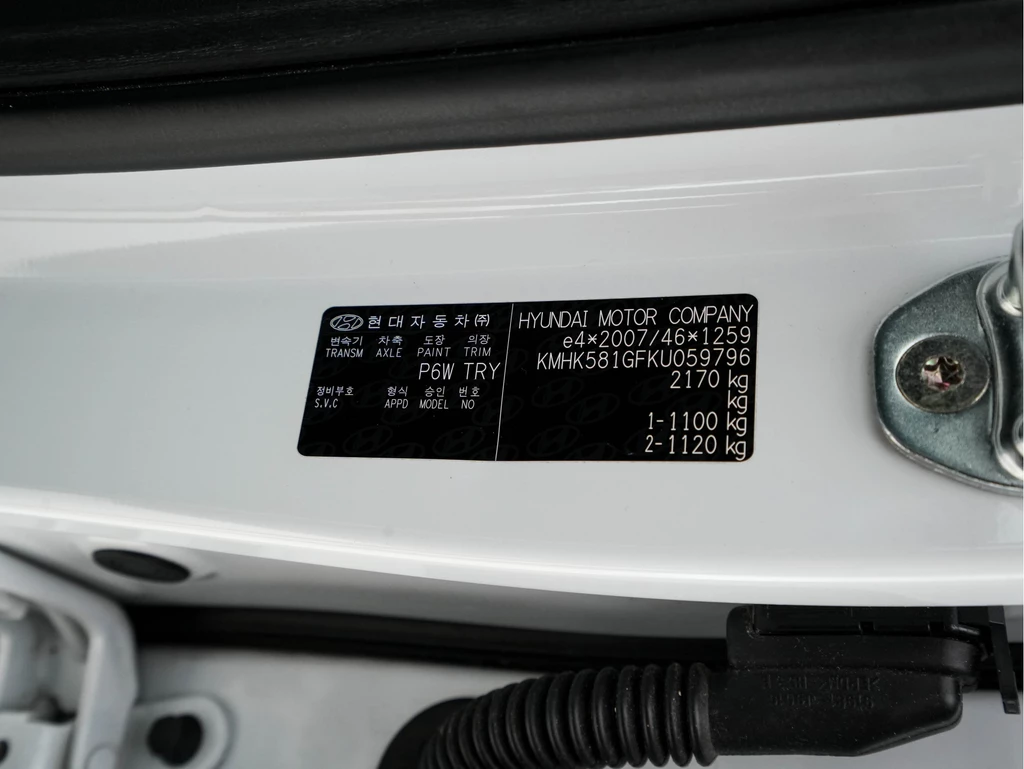 현대자동차(주)
변속기 차축 도장 의장
TRANSM AXLE PAINT TRIM
P6W TRY
정비부호 형식 승인 번호
S.V.C APPD MODEL NO
HYUNDAI MOTOR COMPANY
e4*2007/46*1259
KMHK581GFKU059796
2170 kg
kg
1-1100 kg
2-1120 kg